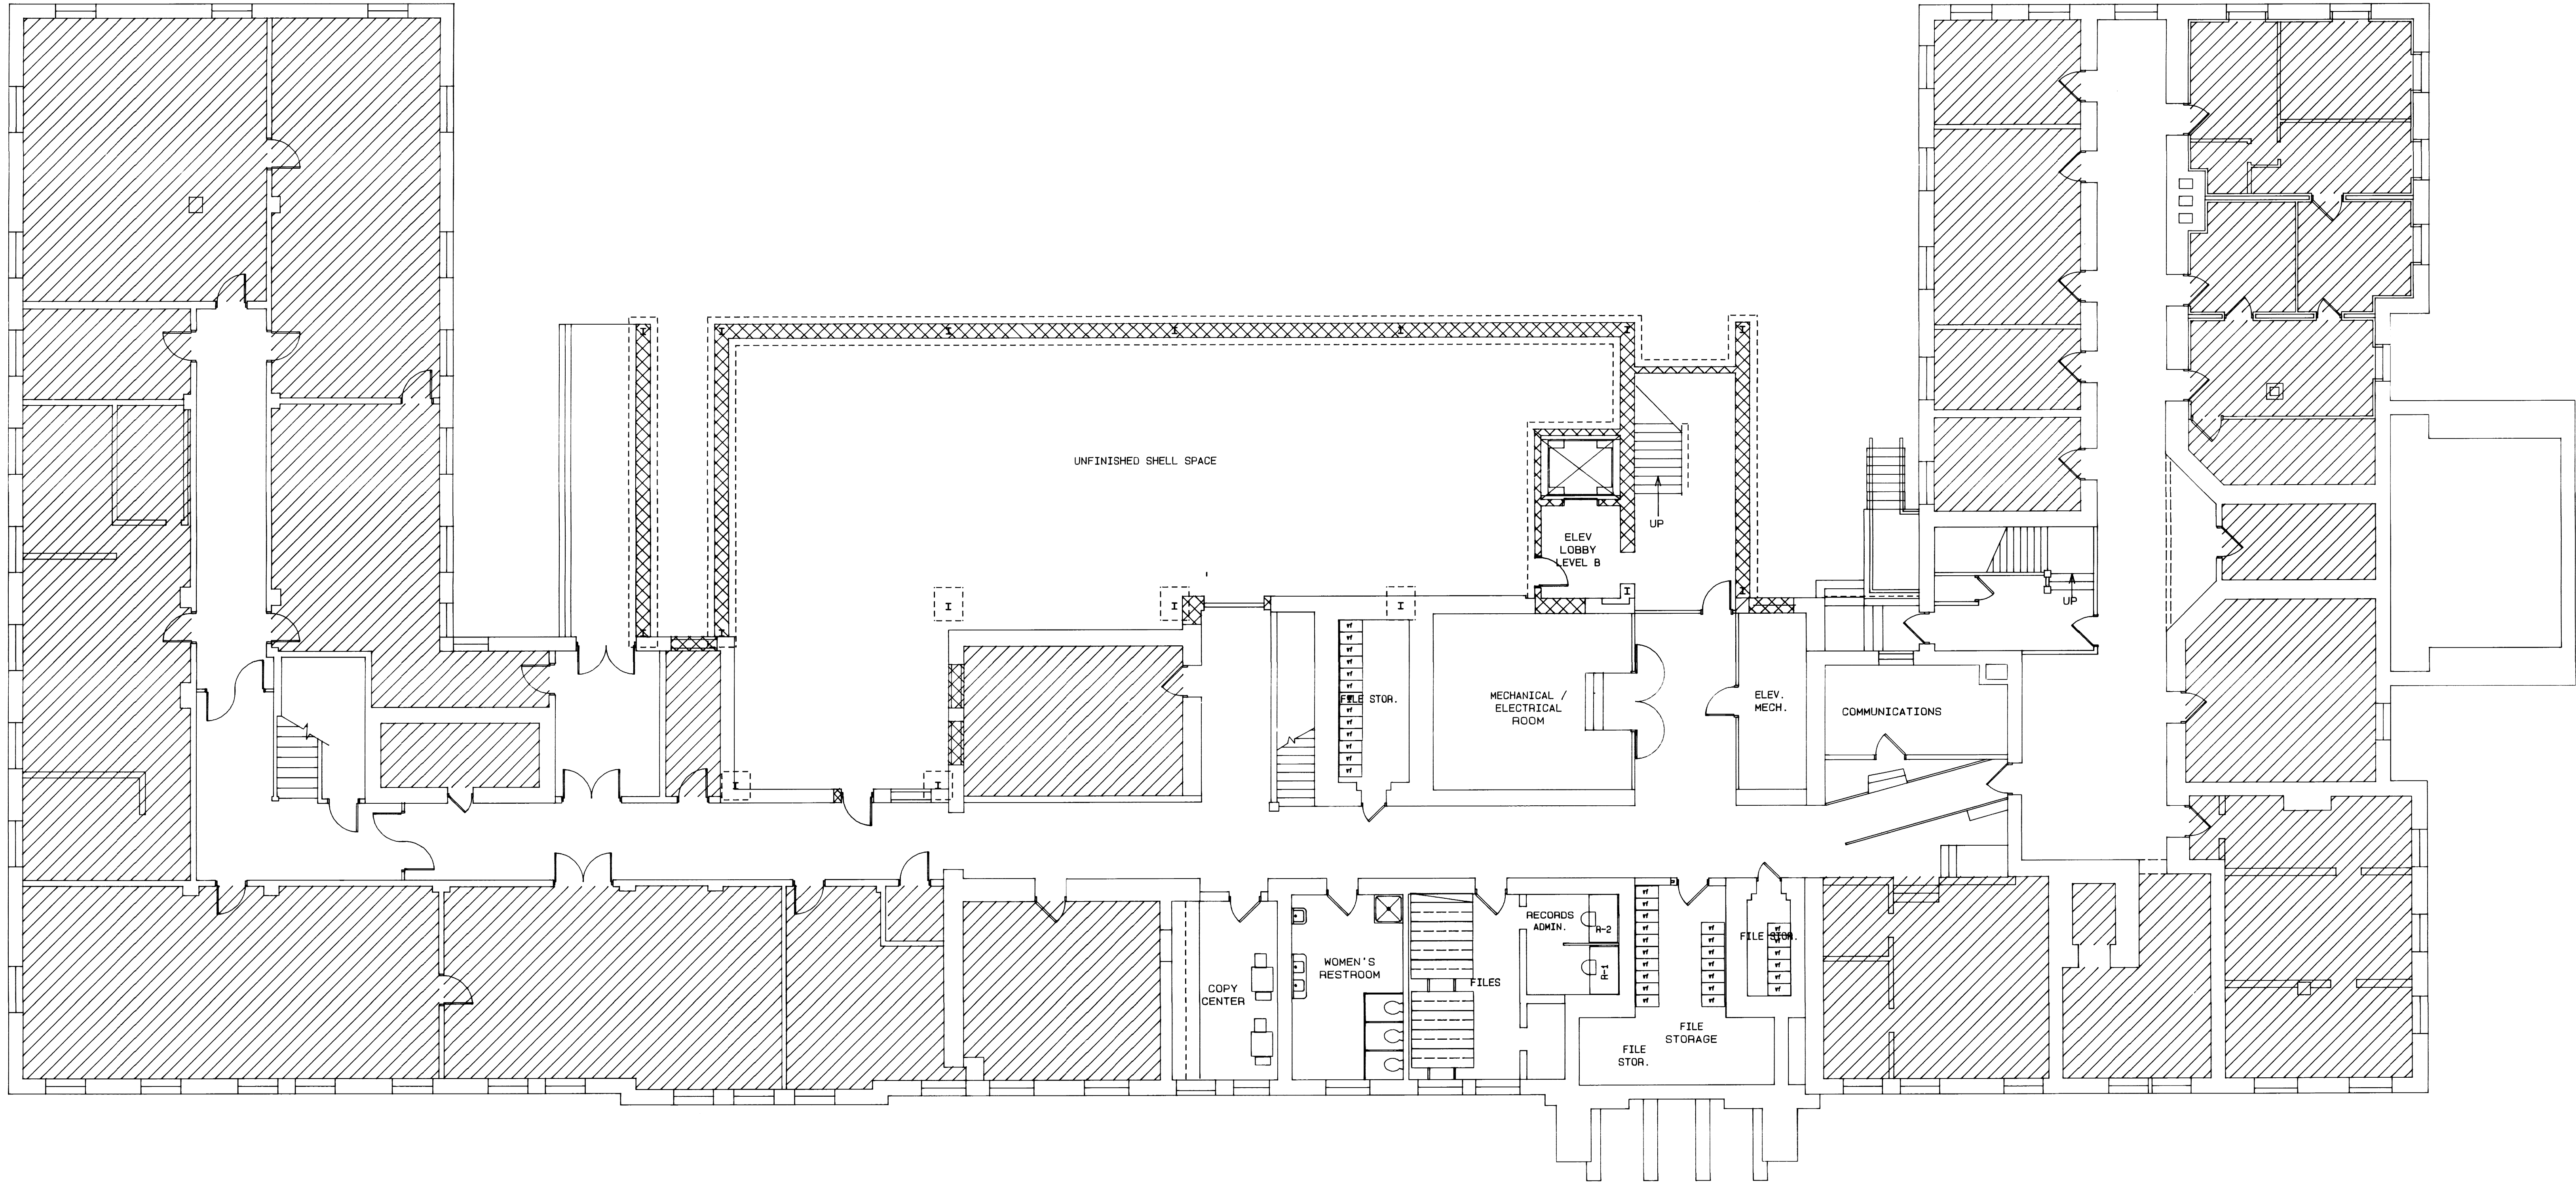 UNFINISHED SHELL SPACE
UP
ELEV
LOBBY
LEVEL B
UP
FILE STOR.
MECHANICAL /
ELECTRICAL
ROOM
ELEV.
MECH.
COMMUNICATIONS
RECORDS
ADMIN.
R-2
R-1
FILE STOR.
WOMEN'S
RESTROOM
COPY
CENTER
FILES
FILE
STORAGE
FILE
STOR.